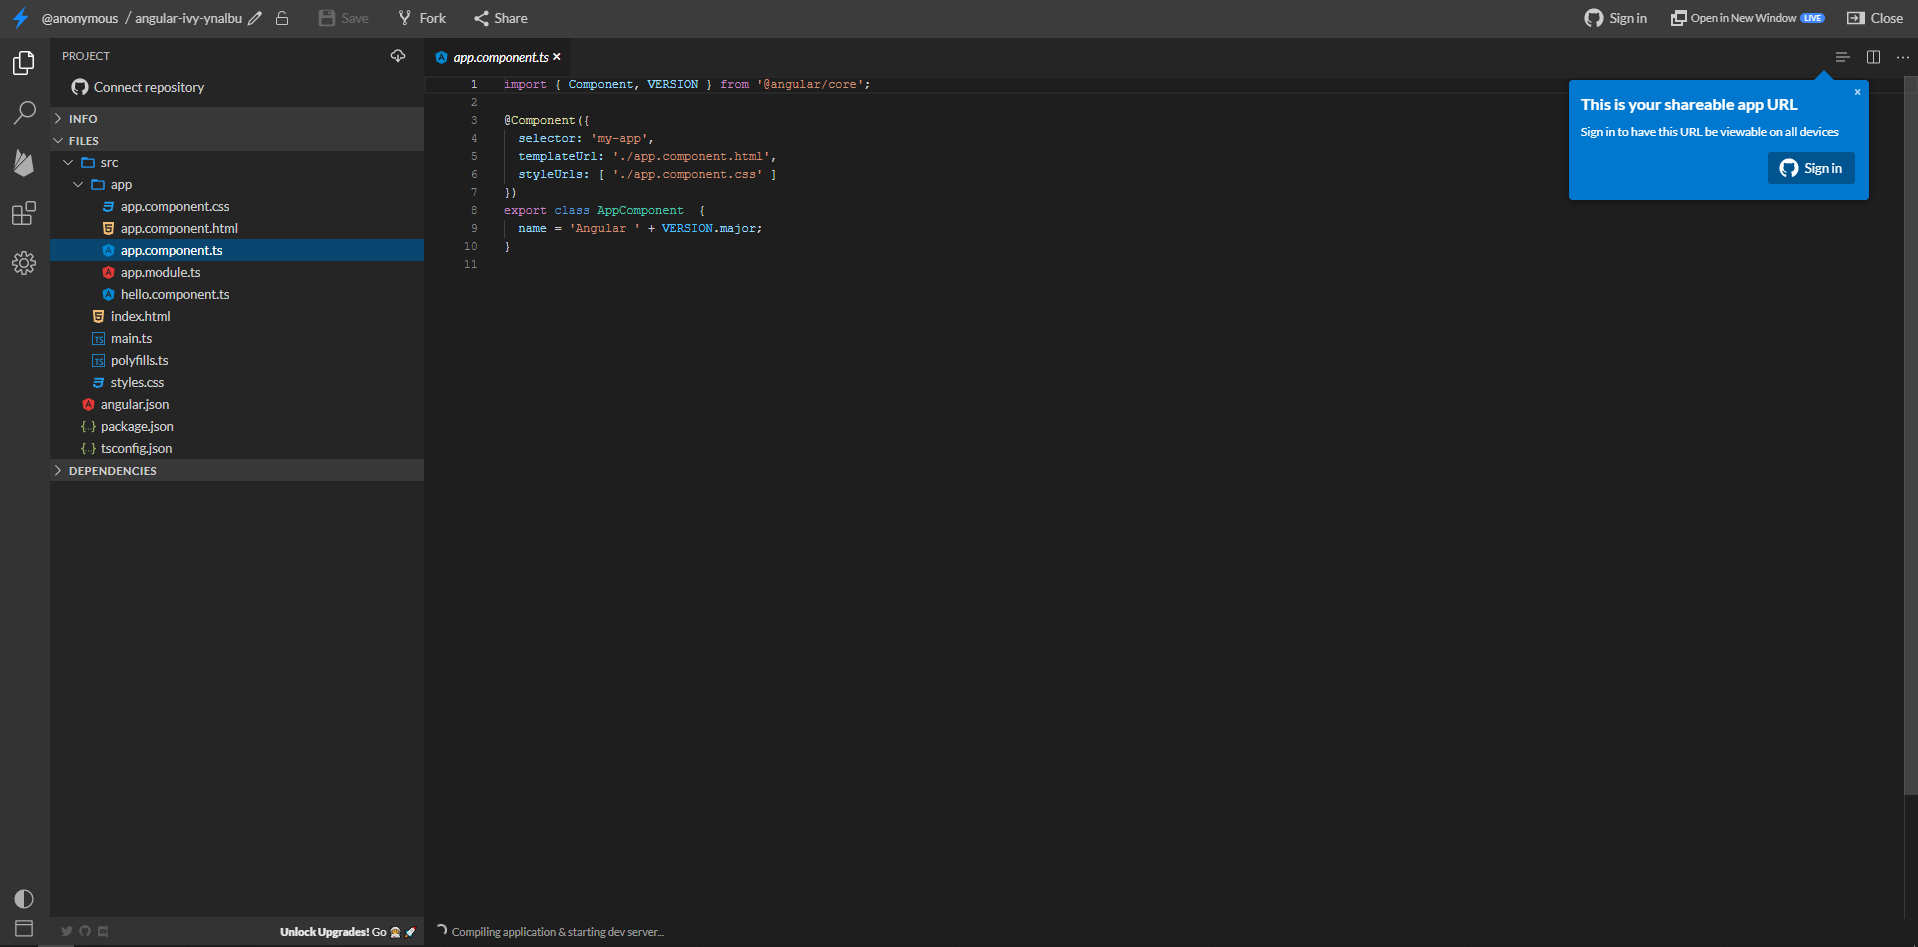 @anonymous / angular-ivy-ynalbu Save Fork Share Sign in Open in New Window LIVE Close
PROJECT
Connect repository
INFO
FILES
src
app
app.component.css
app.component.html
app.component.ts
app.module.ts
hello.component.ts
index.html
main.ts
polyfills.ts
styles.css
angular.json
package.json
tsconfig.json
DEPENDENCIES
Unlock Upgrades! Go
app.component.ts
1 import { Component, VERSION } from '@angular/core';
2
3 @Component({
4 selector: 'my-app',
5 templateUrl: './app.component.html',
6 styleUrls: [ './app.component.css' ]
7 })
8 export class AppComponent  {
9 name = 'Angular ' + VERSION.major;
10 }
11
This is your shareable app URL
Sign in to have this URL be viewable on all devices
Sign in
Compiling application & starting dev server...